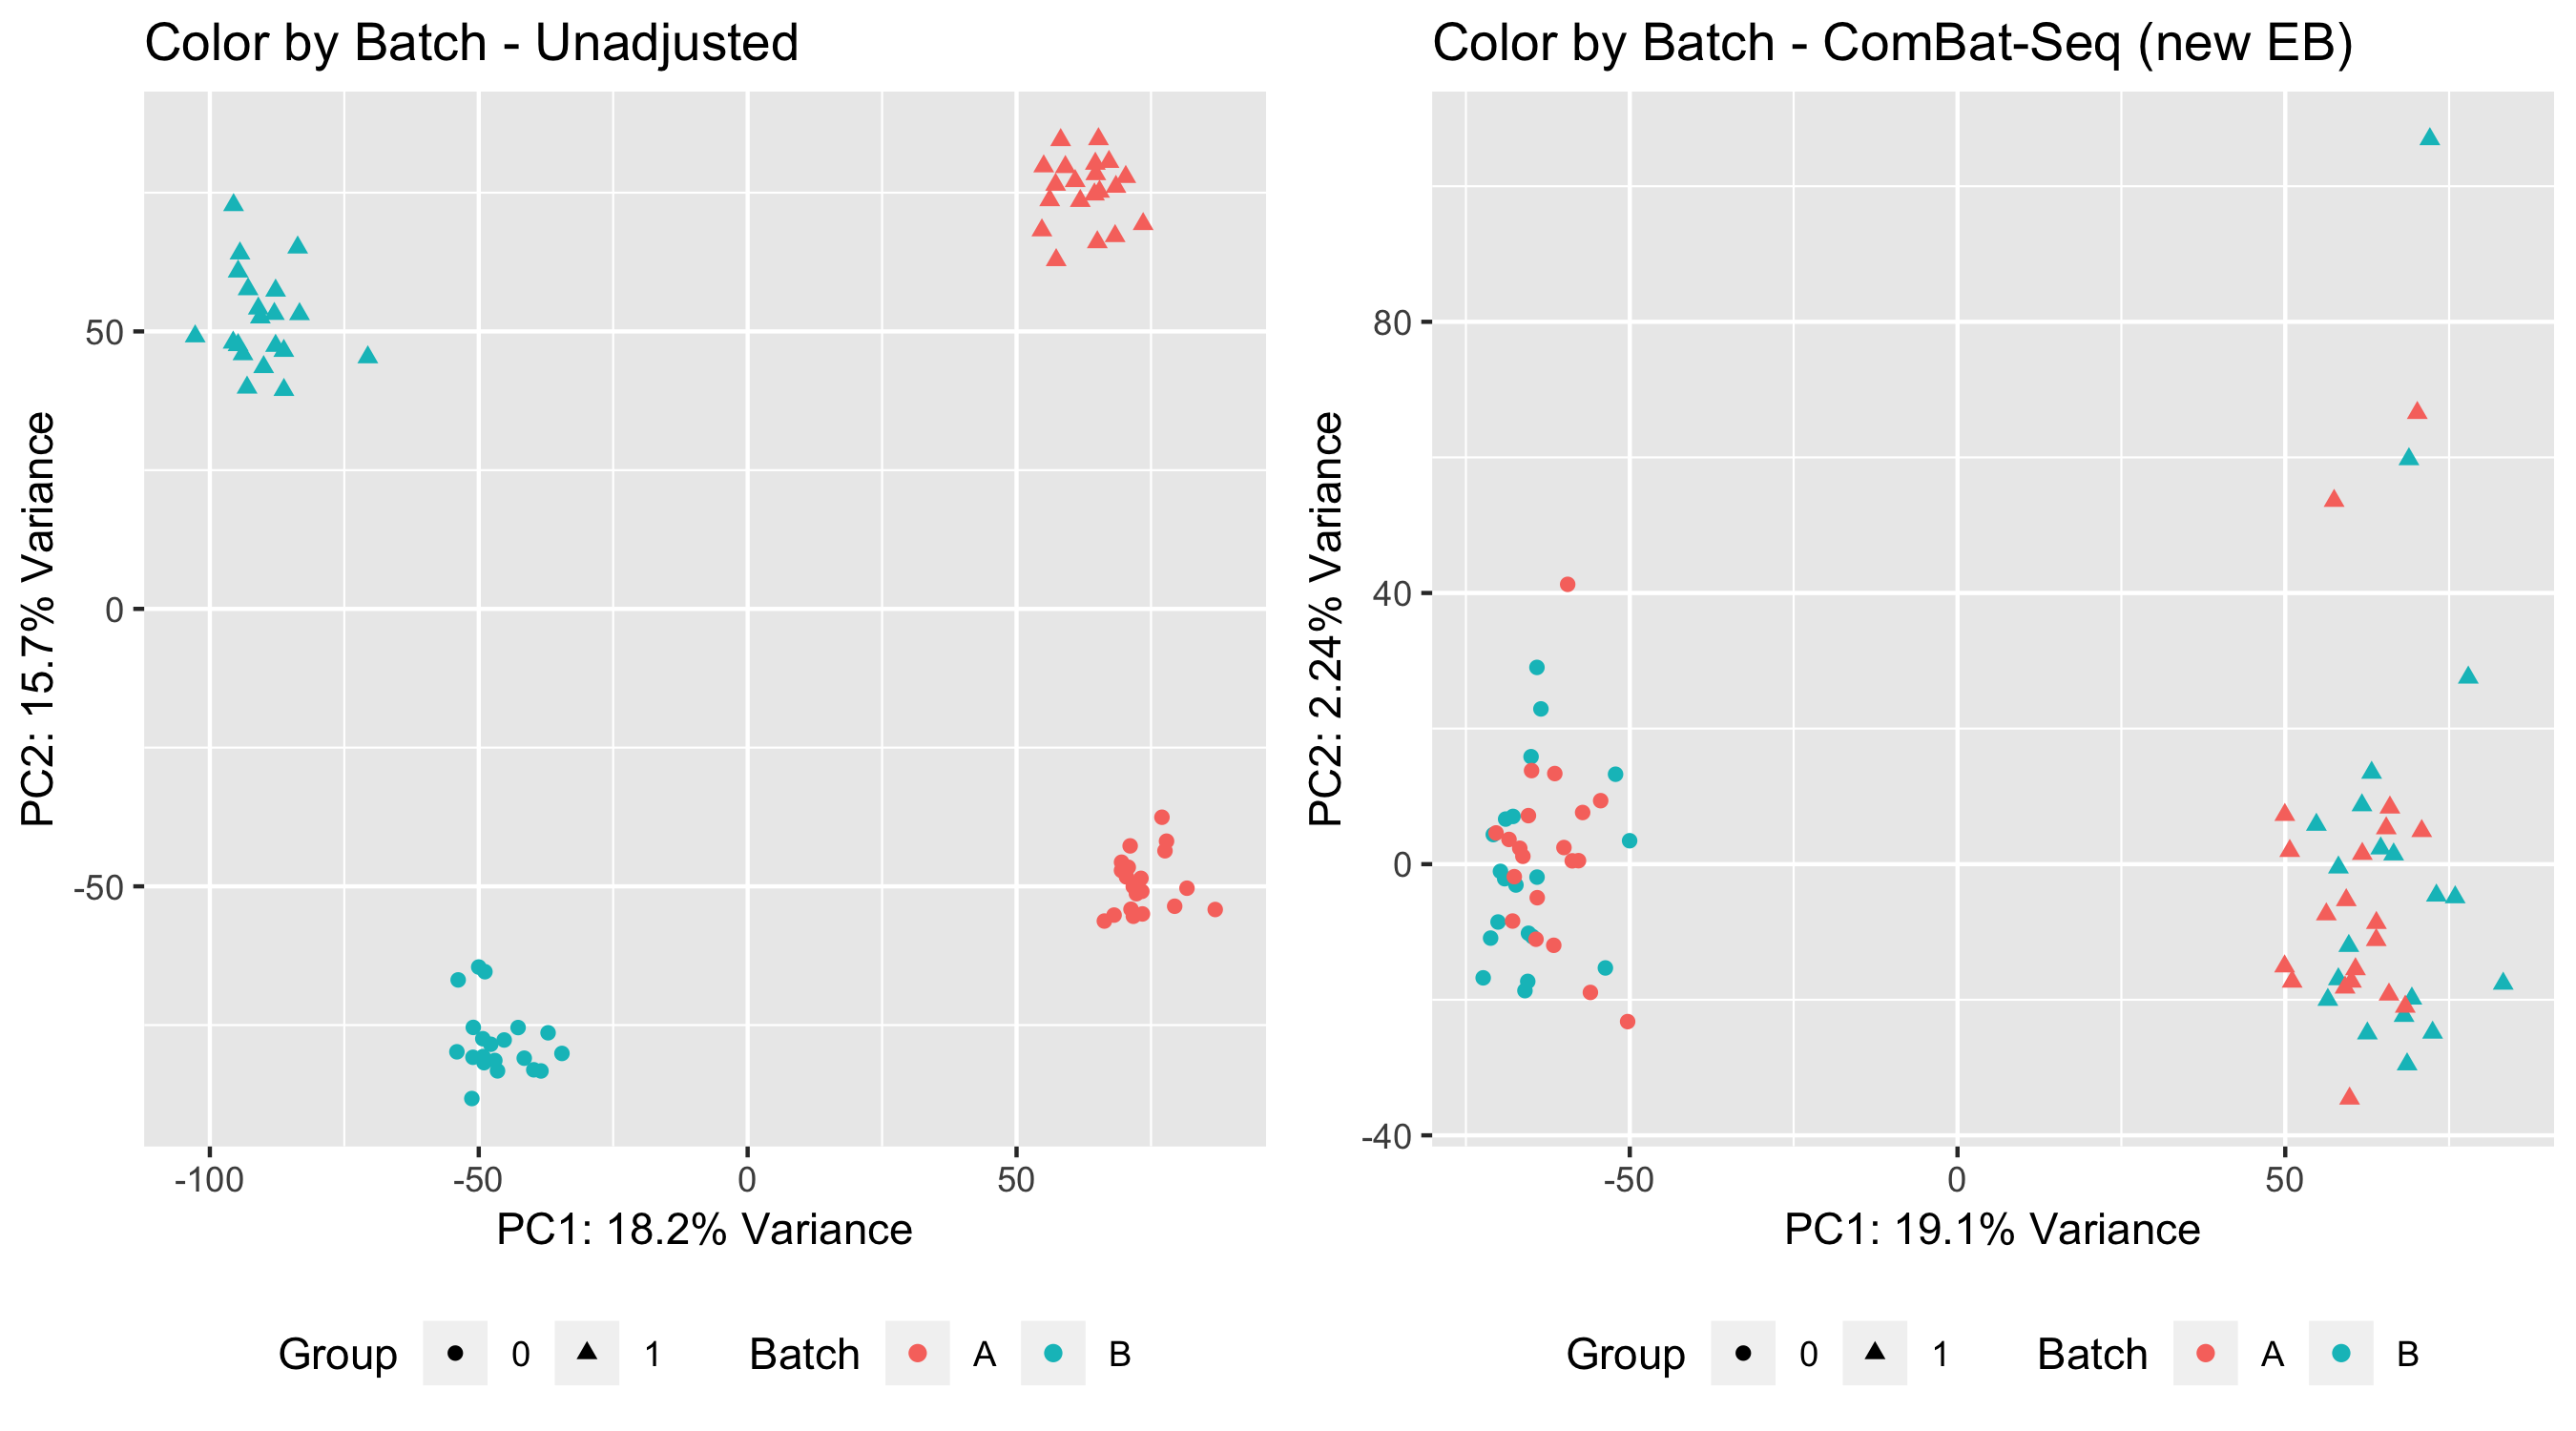 Color by Batch - Unadjusted
PC2: 15.7% Variance
50
0
-50
-100
-50
0
50
PC1: 18.2% Variance
Group 0 1 Batch A B
Color by Batch - ComBat-Seq (new EB)
PC2: 2.24% Variance
80
40
0
-40
-50
0
50
PC1: 19.1% Variance
Group 0 1 Batch A B